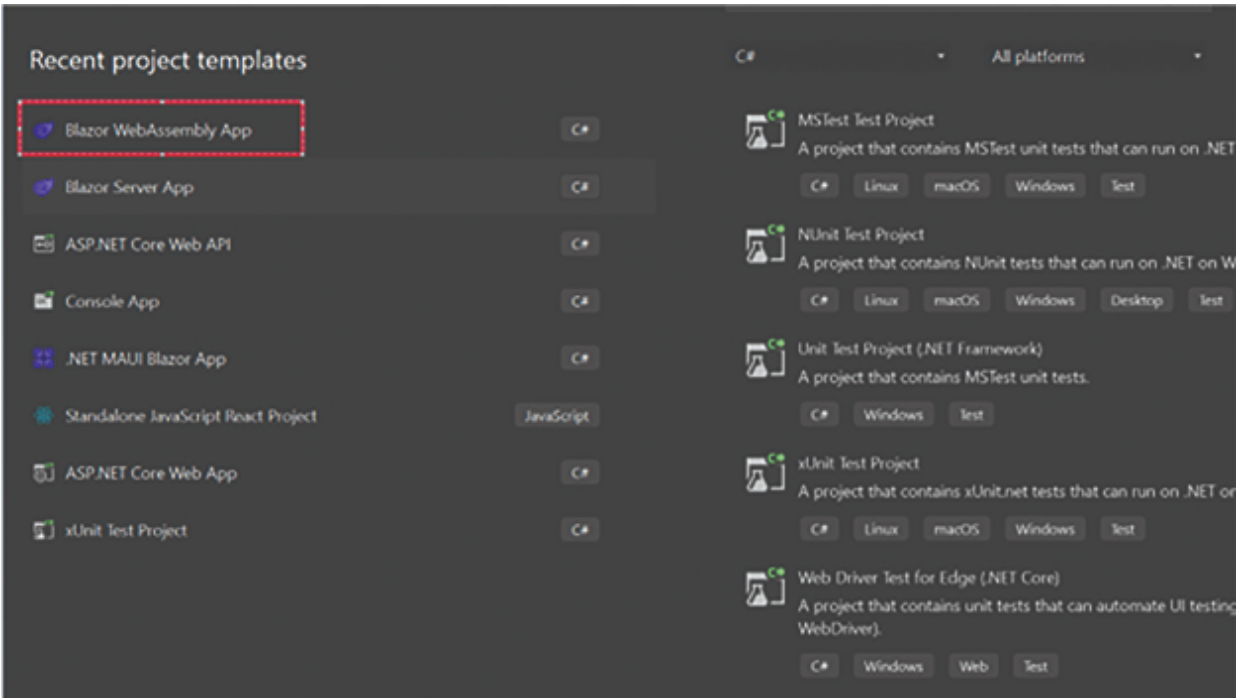 Recent project templates
Blazor WebAssembly App C#
Blazor Server App C#
ASP.NET Core Web API C#
Console App C#
.NET MAUI Blazor App C#
Standalone JavaScript React Project JavaScript
ASP.NET Core Web App C#
xUnit Test Project C#
C# All platforms
MSTest Test Project
A project that contains MSTest unit tests that can run on .NET
C# Linux macOS Windows Test
NUnit Test Project
A project that contains NUnit tests that can run on .NET on W
C# Linux macOS Windows Desktop Test
Unit Test Project (.NET Framework)
A project that contains MSTest unit tests.
C# Windows Test
xUnit Test Project
A project that contains xUnit.net tests that can run on .NET on
C# Linux macOS Windows Test
Web Driver Test for Edge (.NET Core)
A project that contains unit tests that can automate UI testing
WebDriver).
C# Windows Web Test